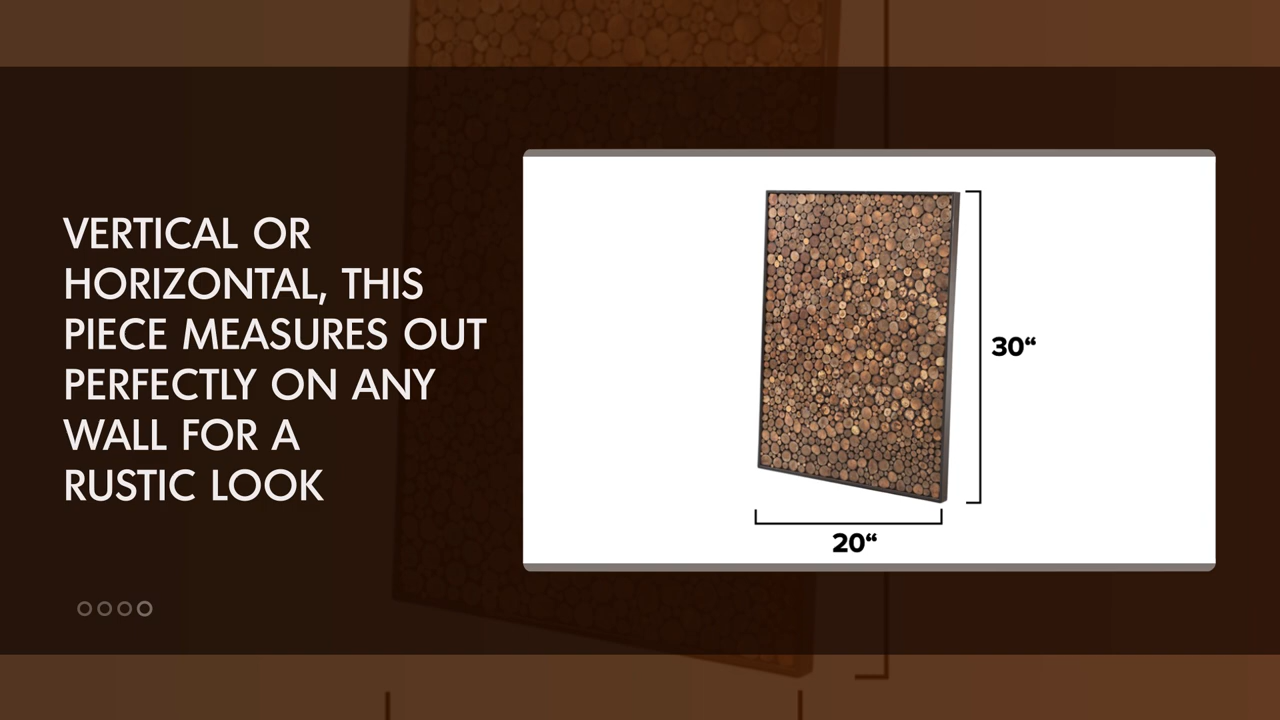 VERTICAL OR
HORIZONTAL, THIS
PIECE MEASURES OUT
PERFECTLY ON ANY
WALL FOR A
RUSTIC LOOK
30“
20“